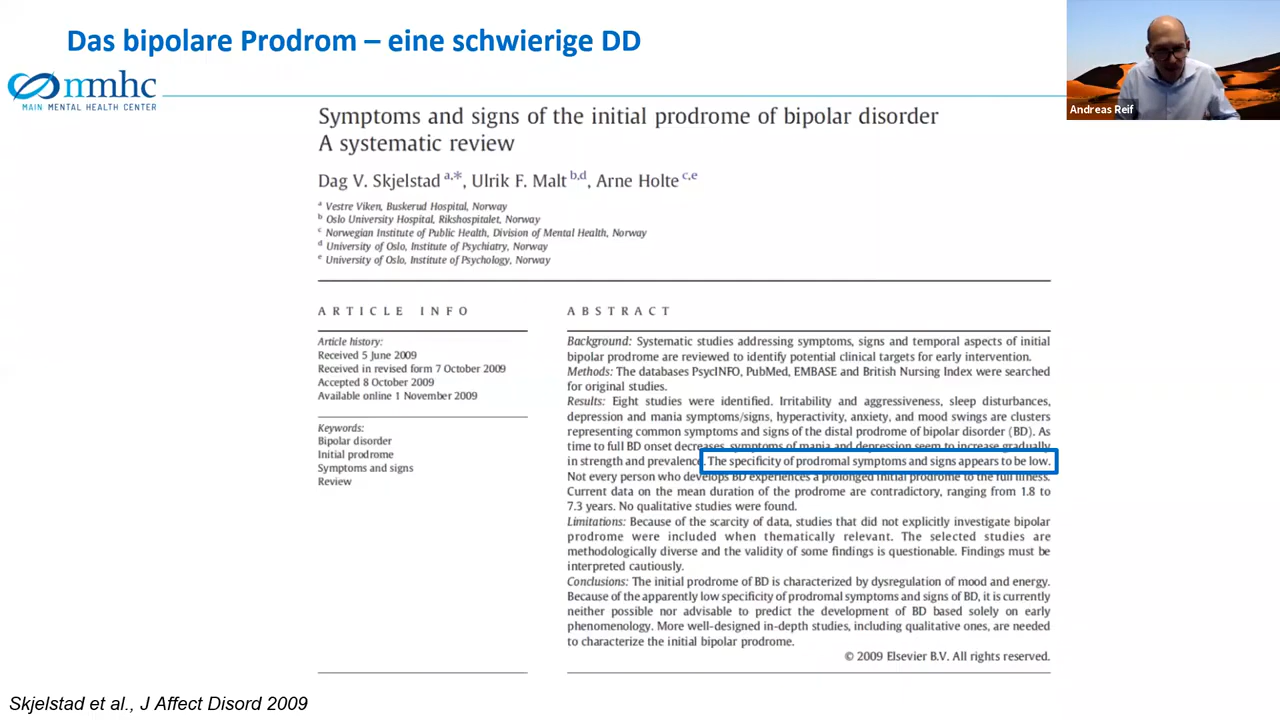 Das bipolare Prodrom – eine schwierige DD
mmhc
MAIN MENTAL HEALTH CENTER
Andreas Reif
Symptoms and signs of the initial prodrome of bipolar disorder
A systematic review
Dag V. Skjelstad a,*, Ulrik F. Malt b,d, Arne Holte c,e
a Vestre Viken, Buskerud Hospital, Norway
b Oslo University Hospital, Rikshospitalet, Norway
c Norwegian Institute of Public Health, Division of Mental Health, Norway
d University of Oslo, Institute of Psychiatry, Norway
e University of Oslo, Institute of Psychology, Norway
ARTICLE INFO
Article history:
Received 5 June 2009
Received in revised form 7 October 2009
Accepted 8 October 2009
Available online 1 November 2009
Keywords:
Bipolar disorder
Initial prodrome
Symptoms and signs
Review
ABSTRACT
Background: Systematic studies addressing symptoms, signs and temporal aspects of initial
bipolar prodrome are reviewed to identify potential clinical targets for early intervention.
Methods: The databases PsycINFO, PubMed, EMBASE and British Nursing Index were searched
for original studies.
Results: Eight studies were identified. Irritability and aggressiveness, sleep disturbances,
depression and mania symptoms/signs, hyperactivity, anxiety, and mood swings are clusters
representing common symptoms and signs of the distal prodrome of bipolar disorder (BD). As
time to full BD onset decreases, symptoms of mania and depression seem to increase gradually
in strength and prevalence. The specificity of prodromal symptoms and signs appears to be low.
Not every person who develops BD experiences a prolonged initial prodrome to the full illness.
Current data on the mean duration of the prodrome are contradictory, ranging from 1.8 to
7.3 years. No qualitative studies were found.
Limitations: Because of the scarcity of data, studies that did not explicitly investigate bipolar
prodrome were included when thematically relevant. The selected studies are
methodologically diverse and the validity of some findings is questionable. Findings must be
interpreted cautiously.
Conclusions: The initial prodrome of BD is characterized by dysregulation of mood and energy.
Because of the apparently low specificity of prodromal symptoms and signs of BD, it is currently
neither possible nor advisable to predict the development of BD based solely on early
phenomenology. More well-designed in-depth studies, including qualitative ones, are needed
to characterize the initial bipolar prodrome.
© 2009 Elsevier B.V. All rights reserved.
Skjelstad et al., J Affect Disord 2009